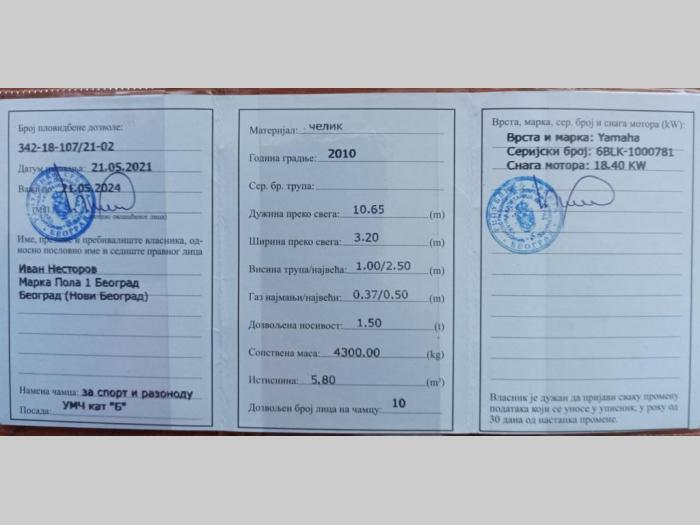 Број пловидбене дозволе:
342-18-107/21-02
Датум издавања: 21.05.2021
Важи до: 21.05.2024
(МП)
Име, презиме и пребивалиште власника, од-
носно пословно име и седиште правног лица
Иван Несторов
Марка Пола 1 Београд
Београд (Нови Београд)
Намена чамца: за спорт и разоноду
Посада: УМЧ кат "Б"
Материјал: челик
Година градње: 2010
Сер. бр. трупа:
Дужина преко свега: 10.65 (m)
Ширина преко свега: 3.20 (m)
Висина трупа/највећа: 1.00/2.50 (m)
Газ најмањи/највећи: 0.37/0.50 (m)
Дозвољена носивост: 1.50 (t)
Сопствена маса: 4300.00 (kg)
Истиснина: 5.80 (m³)
Дозвољен број лица на чамцу: 10
Врста, марка, сер. број и снага мотора (kW):
Врста и марка: Yamaha
Серијски број: 6BLK-1000781
Снага мотора: 18.40 KW
БЕОГРАД
Власник је дужан да пријави сваку промену
података који се уносе у уписник, у року од
30 дана од настанка промене.